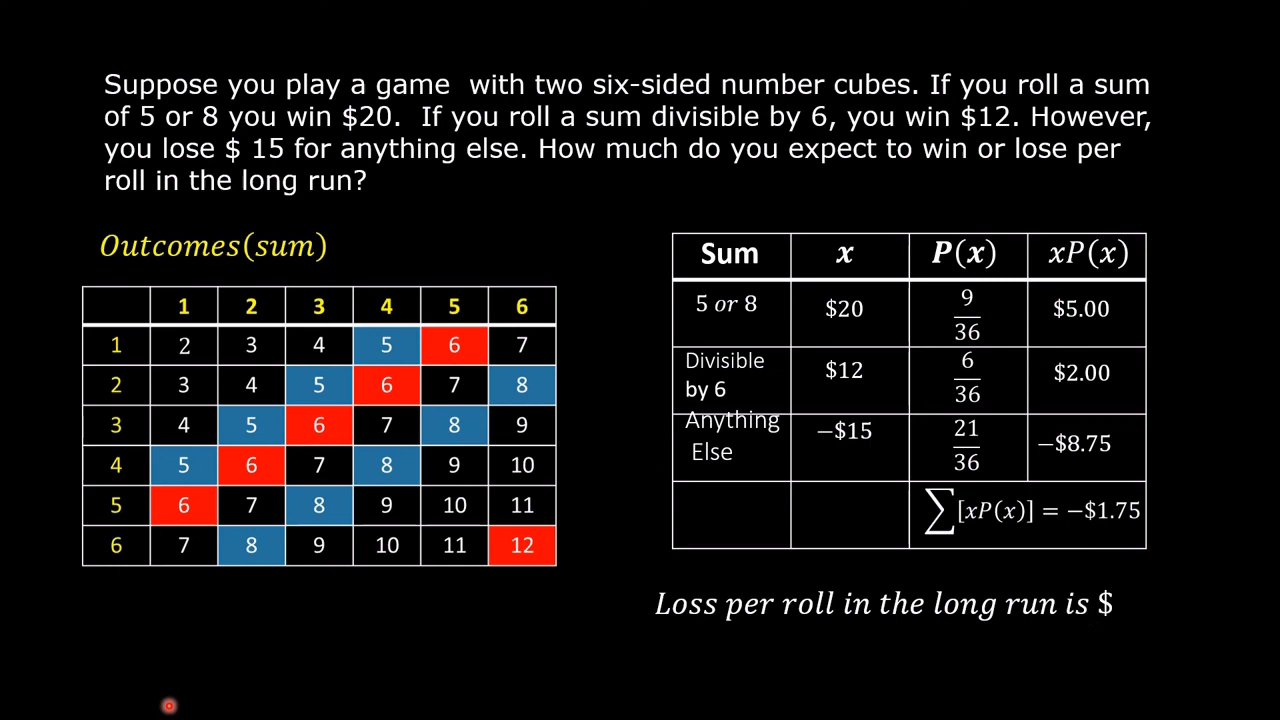 Suppose you play a game with two six-sided number cubes. If you roll a sum
of 5 or 8 you win $20. If you roll a sum divisible by 6, you win $12. However,
you lose $ 15 for anything else. How much do you expect to win or lose per
roll in the long run?
Outcomes(sum)
1 2 3 4 5 6
1 2 3 4 5 6 7
2 3 4 5 6 7 8
3 4 5 6 7 8 9
4 5 6 7 8 9 10
5 6 7 8 9 10 11
6 7 8 9 10 11 12
Sum x P(x) xP(x)
5 or 8 $20 9/36 $5.00
Divisible
by 6 $12 6/36 $2.00
Anything
Else −$15 21/36 −$8.75
∑[xP(x)] = −$1.75
Loss per roll in the long run is $